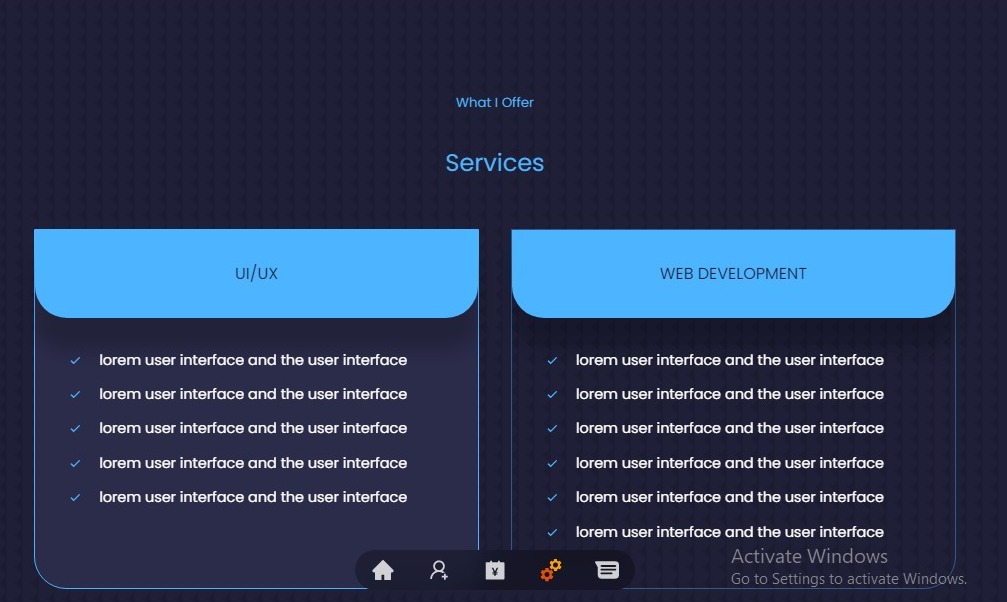 What I Offer
Services
UI/UX
lorem user interface and the user interface
lorem user interface and the user interface
lorem user interface and the user interface
lorem user interface and the user interface
lorem user interface and the user interface
WEB DEVELOPMENT
lorem user interface and the user interface
lorem user interface and the user interface
lorem user interface and the user interface
lorem user interface and the user interface
lorem user interface and the user interface
lorem user interface and the user interface
¥
Activate Windows
Go to Settings to activate Windows.